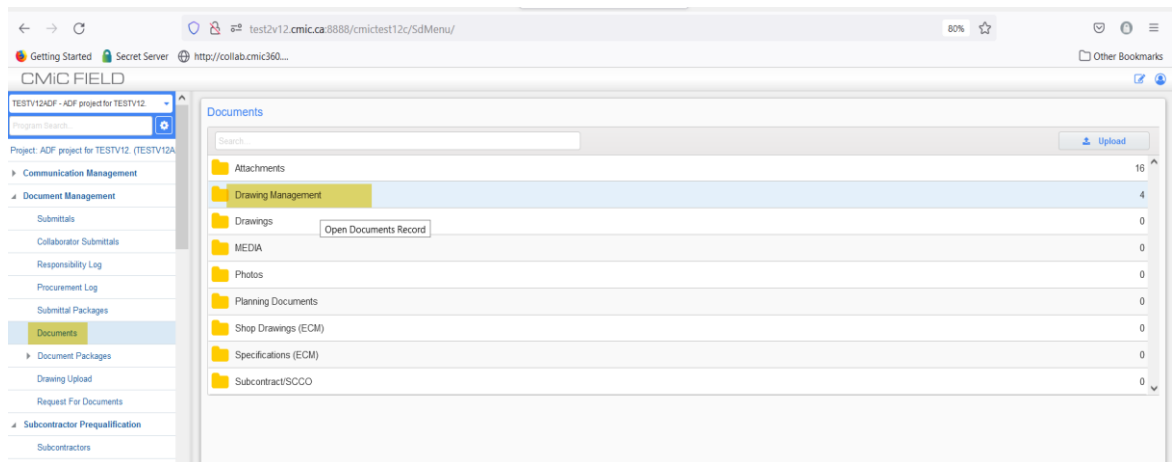 test2v12.cmic.ca:8888/cmictest12c/SdMenu/
80%
Getting Started
Secret Server
http://collab.cmic360....
Other Bookmarks
CMiC FIELD
TESTV12ADF - ADF project for TESTV12.
Program Search...
Project: ADF project for TESTV12. (TESTV12A
Communication Management
Document Management
Submittals
Collaborator Submittals
Responsibility Log
Procurement Log
Submittal Packages
Documents
Document Packages
Drawing Upload
Request For Documents
Subcontractor Prequalification
Subcontractors
Documents
Search...
Upload
Attachments 16
Drawing Management 4
Drawings 0
Open Documents Record
MEDIA 0
Photos 0
Planning Documents 0
Shop Drawings (ECM) 0
Specifications (ECM) 0
Subcontract/SCCO 0